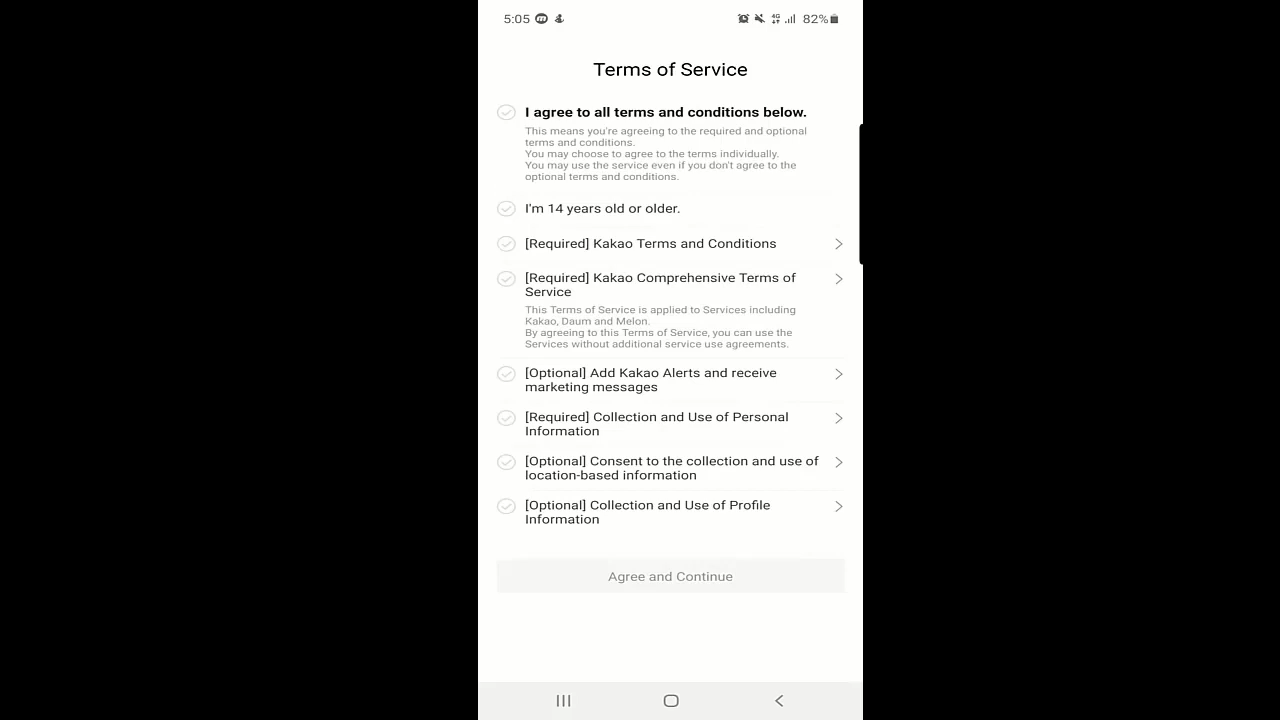 5:05
82%
Terms of Service
I agree to all terms and conditions below.
This means you're agreeing to the required and optional
terms and conditions.
You may choose to agree to the terms individually.
You may use the service even if you don't agree to the
optional terms and conditions.
I'm 14 years old or older.
[Required] Kakao Terms and Conditions
[Required] Kakao Comprehensive Terms of
Service
This Terms of Service is applied to Services including
Kakao, Daum and Melon.
By agreeing to this Terms of Service, you can use the
Services without additional service use agreements.
[Optional] Add Kakao Alerts and receive
marketing messages
[Required] Collection and Use of Personal
Information
[Optional] Consent to the collection and use of
location-based information
[Optional] Collection and Use of Profile
Information
Agree and Continue